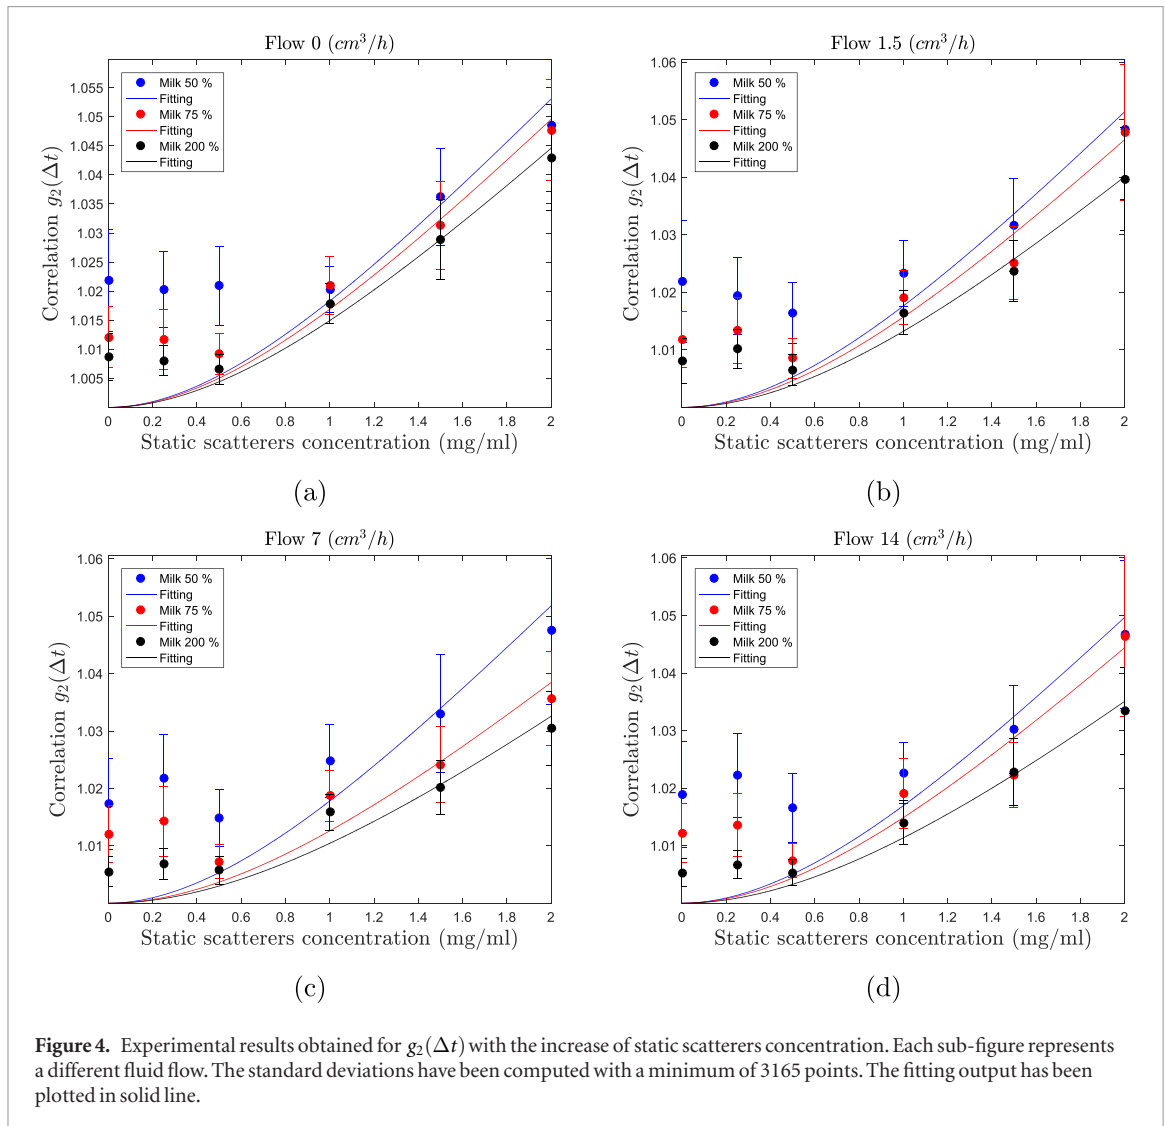 Flow 0 (cm³/h)
Correlation g₂(Δt)
1.055
1.05
1.045
1.04
1.035
1.03
1.025
1.02
1.015
1.01
1.005
Milk 50 %
Fitting
Milk 75 %
Fitting
Milk 200 %
Fitting
0 0.2 0.4 0.6 0.8 1 1.2 1.4 1.6 1.8 2
Static scatterers concentration (mg/ml)
(a)
Flow 1.5 (cm³/h)
Correlation g₂(Δt)
1.06
1.05
1.04
1.03
1.02
1.01
Milk 50 %
Fitting
Milk 75 %
Fitting
Milk 200 %
Fitting
0 0.2 0.4 0.6 0.8 1 1.2 1.4 1.6 1.8 2
Static scatterers concentration (mg/ml)
(b)
Flow 7 (cm³/h)
Correlation g₂(Δt)
1.06
1.05
1.04
1.03
1.02
1.01
Milk 50 %
Fitting
Milk 75 %
Fitting
Milk 200 %
Fitting
0 0.2 0.4 0.6 0.8 1 1.2 1.4 1.6 1.8 2
Static scatterers concentration (mg/ml)
(c)
Flow 14 (cm³/h)
Correlation g₂(Δt)
1.06
1.05
1.04
1.03
1.02
1.01
Milk 50 %
Fitting
Milk 75 %
Fitting
Milk 200 %
Fitting
0 0.2 0.4 0.6 0.8 1 1.2 1.4 1.6 1.8 2
Static scatterers concentration (mg/ml)
(d)
Figure 4. Experimental results obtained for g₂(Δt) with the increase of static scatterers concentration. Each sub-figure represents
a different fluid flow. The standard deviations have been computed with a minimum of 3165 points. The fitting output has been
plotted in solid line.